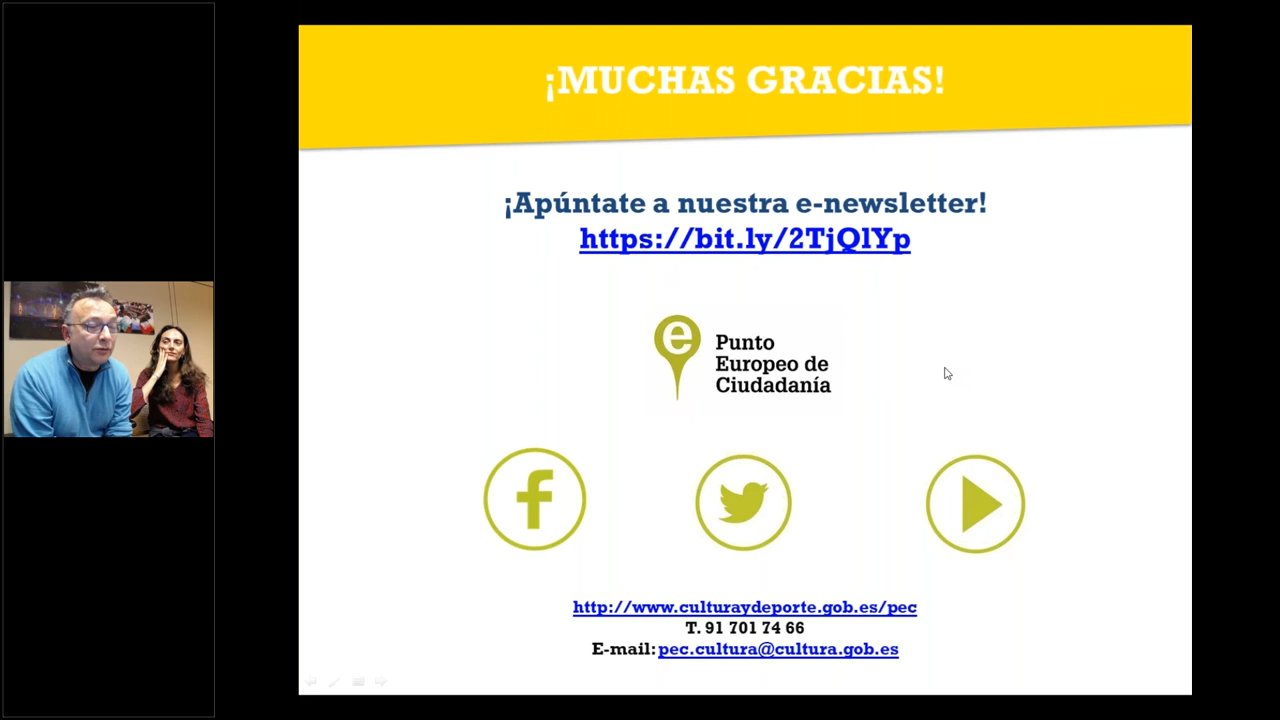 ¡MUCHAS GRACIAS!
¡Apúntate a nuestra e-newsletter!
https://bit.ly/2TjQlYp
e
Punto
Europeo de
Ciudadanía
http://www.culturaydeporte.gob.es/pec
T. 91 701 74 66
E-mail: pec.cultura@cultura.gob.es